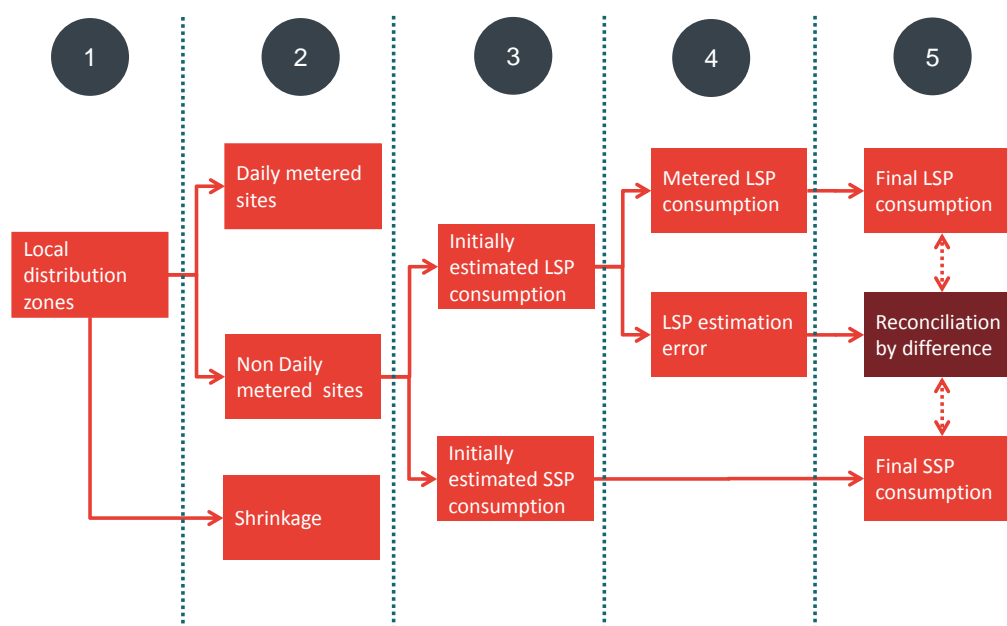 1
2
3
4
5
Local
distribution
zones
Daily metered
sites
Non Daily
metered sites
Shrinkage
Initially
estimated LSP
consumption
Initially
estimated SSP
consumption
Metered LSP
consumption
LSP estimation
error
Final LSP
consumption
Reconciliation
by difference
Final SSP
consumption